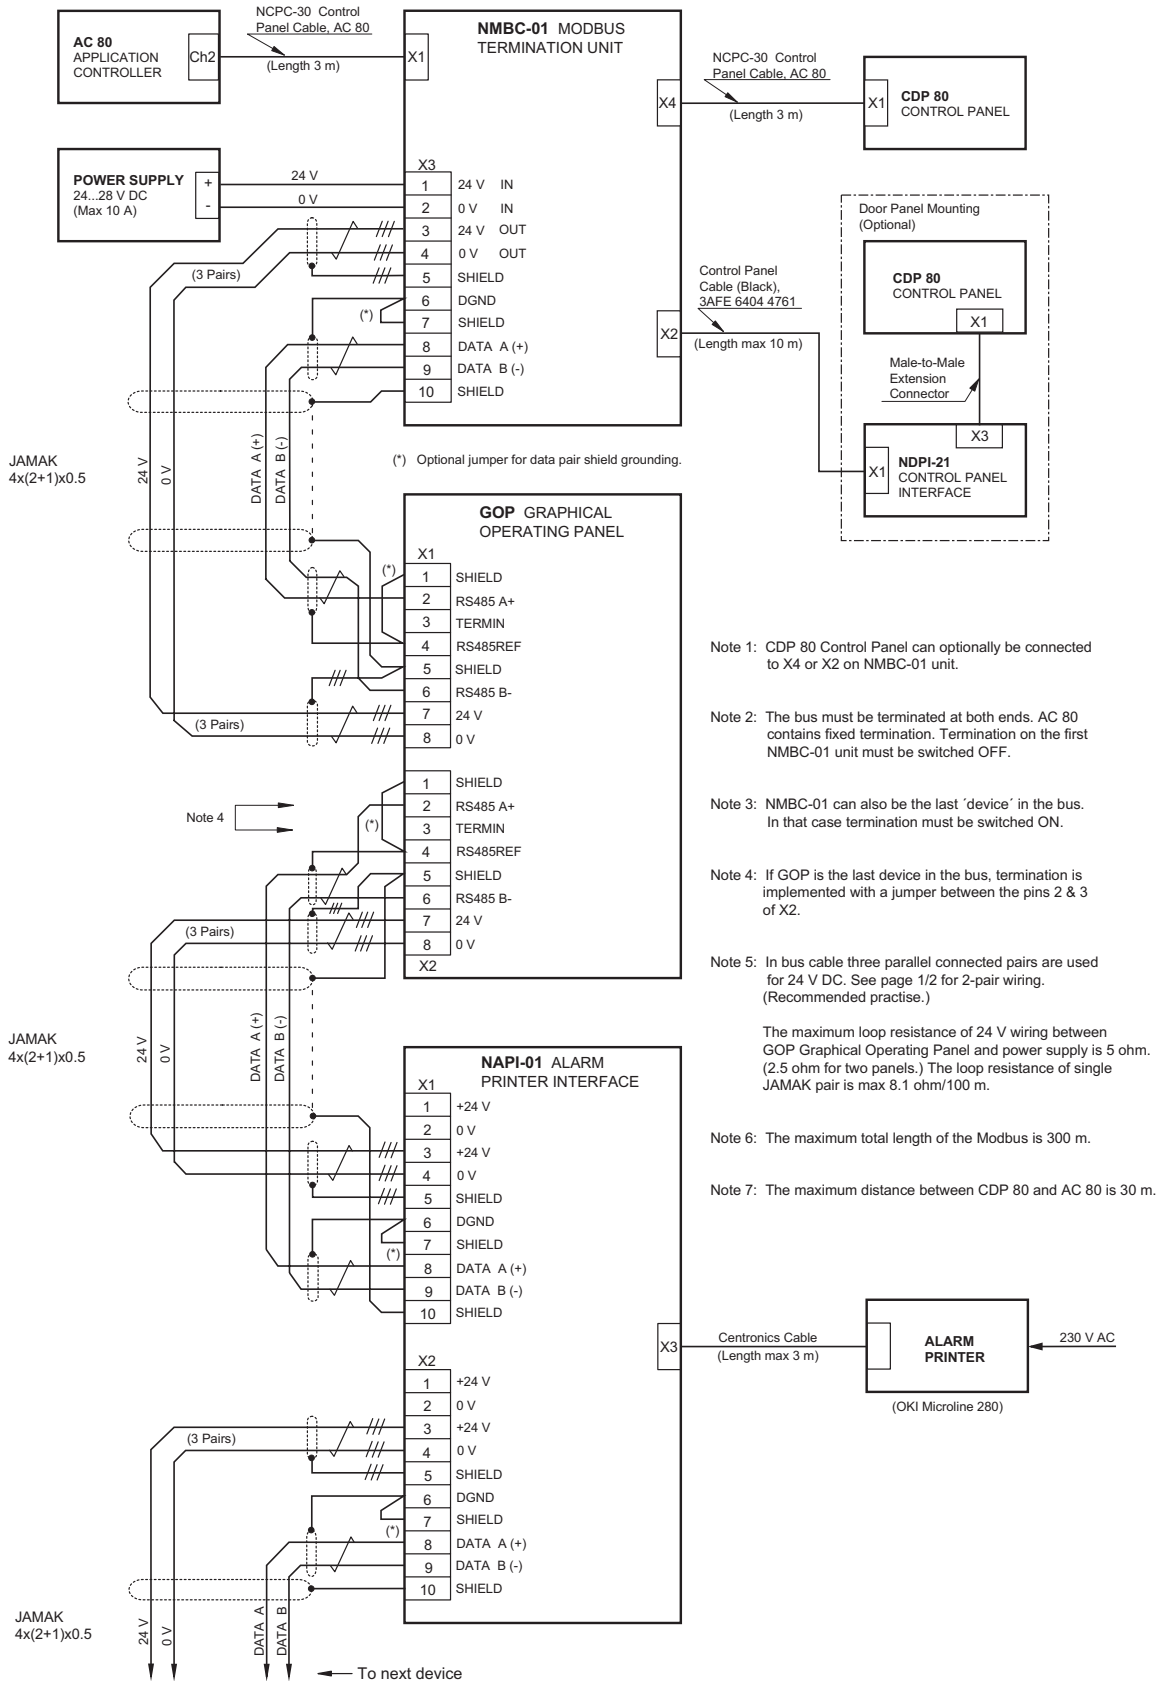 NCPC-30 Control
Panel Cable, AC 80
(Length 3 m)
AC 80
APPLICATION
CONTROLLER
Ch2
X1
NMBC-01 MODBUS
TERMINATION UNIT
X4
NCPC-30 Control
Panel Cable, AC 80
(Length 3 m)
X1
CDP 80
CONTROL PANEL
POWER SUPPLY
24...28 V DC
(Max 10 A)
+
-
24 V
0 V
X3
1 24 V IN
2 0 V IN
3 24 V OUT
4 0 V OUT
5 SHIELD
6 DGND
7 SHIELD
8 DATA A (+)
9 DATA B (-)
10 SHIELD
(3 Pairs)
(*)
X2
Control Panel
Cable (Black),
3AFE 6404 4761
(Length max 10 m)
Door Panel Mounting
(Optional)
CDP 80
CONTROL PANEL
X1
Male-to-Male
Extension
Connector
X3
X1
NDPI-21
CONTROL PANEL
INTERFACE
JAMAK
4x(2+1)x0.5
24 V
0 V
DATA A (+)
DATA B (-)
(*) Optional jumper for data pair shield grounding.
GOP GRAPHICAL
OPERATING PANEL
X1
(*)
1 SHIELD
2 RS485 A+
3 TERMIN
4 RS485REF
5 SHIELD
6 RS485 B-
7 24 V
8 0 V
(3 Pairs)
1 SHIELD
2 RS485 A+
3 TERMIN
4 RS485REF
5 SHIELD
6 RS485 B-
7 24 V
8 0 V
X2
Note 4
(*)
(3 Pairs)
Note 1: CDP 80 Control Panel can optionally be connected
to X4 or X2 on NMBC-01 unit.
Note 2: The bus must be terminated at both ends. AC 80
contains fixed termination. Termination on the first
NMBC-01 unit must be switched OFF.
Note 3: NMBC-01 can also be the last ´device´ in the bus.
In that case termination must be switched ON.
Note 4: If GOP is the last device in the bus, termination is
implemented with a jumper between the pins 2 & 3
of X2.
Note 5: In bus cable three parallel connected pairs are used
for 24 V DC. See page 1/2 for 2-pair wiring.
(Recommended practise.)
The maximum loop resistance of 24 V wiring between
GOP Graphical Operating Panel and power supply is 5 ohm.
(2.5 ohm for two panels.) The loop resistance of single
JAMAK pair is max 8.1 ohm/100 m.
Note 6: The maximum total length of the Modbus is 300 m.
Note 7: The maximum distance between CDP 80 and AC 80 is 30 m.
JAMAK
4x(2+1)x0.5
24 V
0 V
DATA A (+)
DATA B (-)
NAPI-01 ALARM
PRINTER INTERFACE
X1
1 +24 V
2 0 V
3 +24 V
4 0 V
5 SHIELD
6 DGND
7 SHIELD
8 DATA A (+)
9 DATA B (-)
10 SHIELD
(*)
X3
Centronics Cable
(Length max 3 m)
ALARM
PRINTER
230 V AC
(OKI Microline 280)
X2
1 +24 V
2 0 V
3 +24 V
4 0 V
5 SHIELD
6 DGND
7 SHIELD
8 DATA A (+)
9 DATA B (-)
10 SHIELD
(3 Pairs)
(*)
JAMAK
4x(2+1)x0.5
24 V
0 V
DATA A
DATA B
To next device